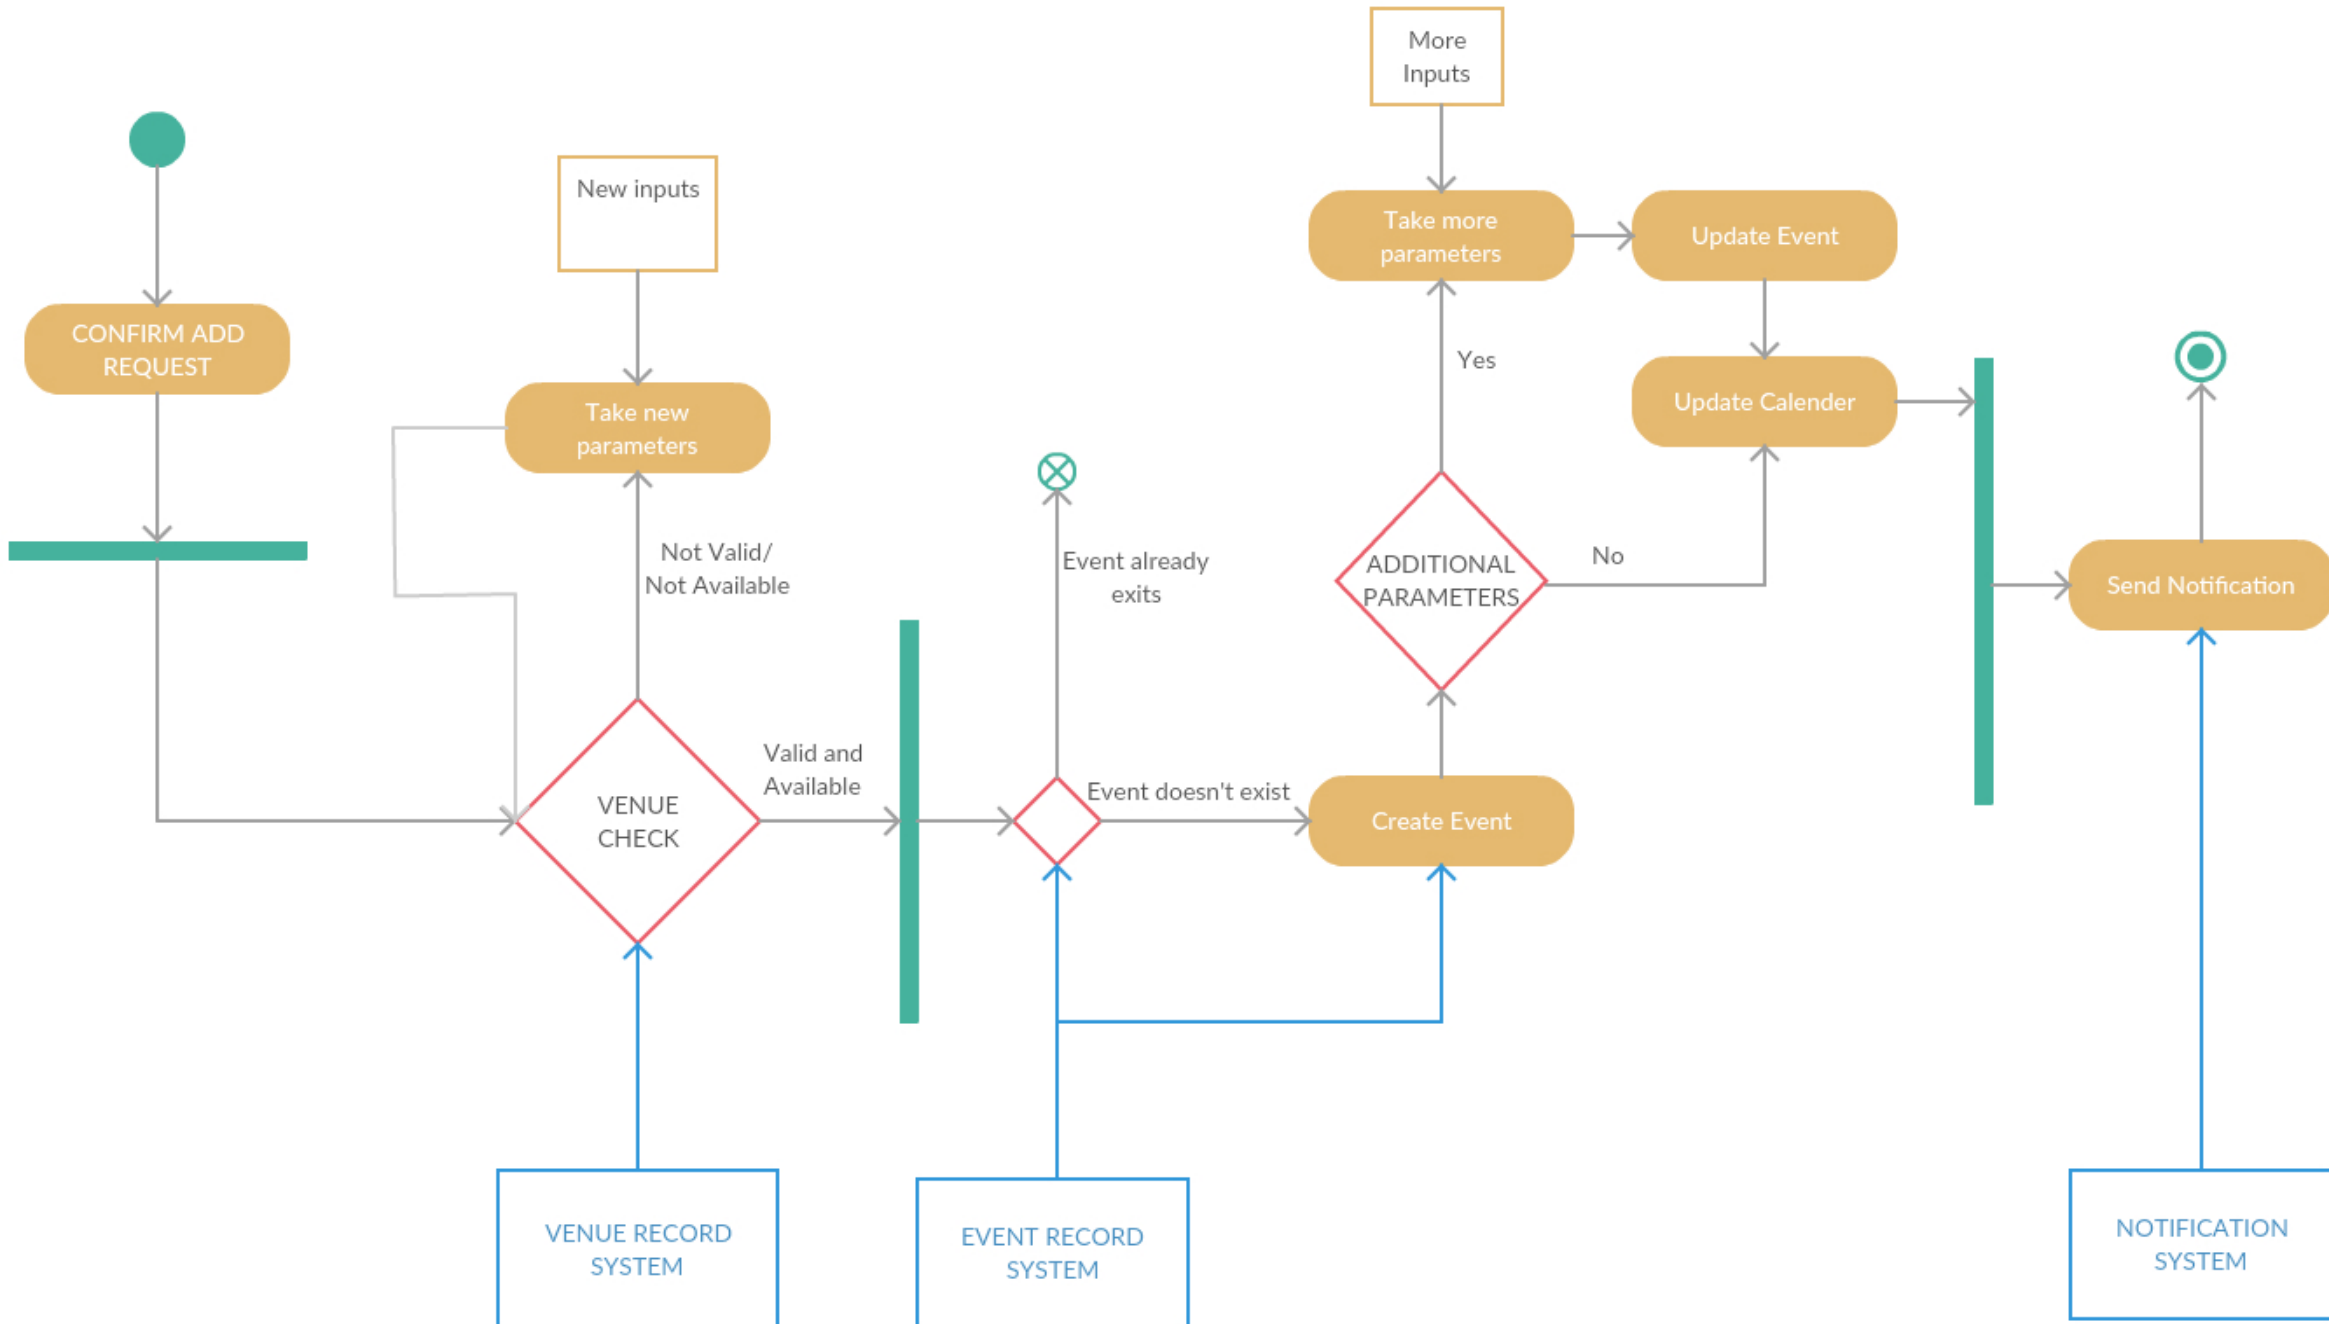 More
Inputs
New inputs
Take more
parameters
Update Event
CONFIRM ADD
REQUEST
Yes
Update Calender
Take new
parameters
Not Valid/
Not Available
Event already
exits
No
ADDITIONAL
PARAMETERS
Send Notification
Valid and
Available
VENUE
CHECK
Event doesn't exist
Create Event
VENUE RECORD
SYSTEM
EVENT RECORD
SYSTEM
NOTIFICATION
SYSTEM